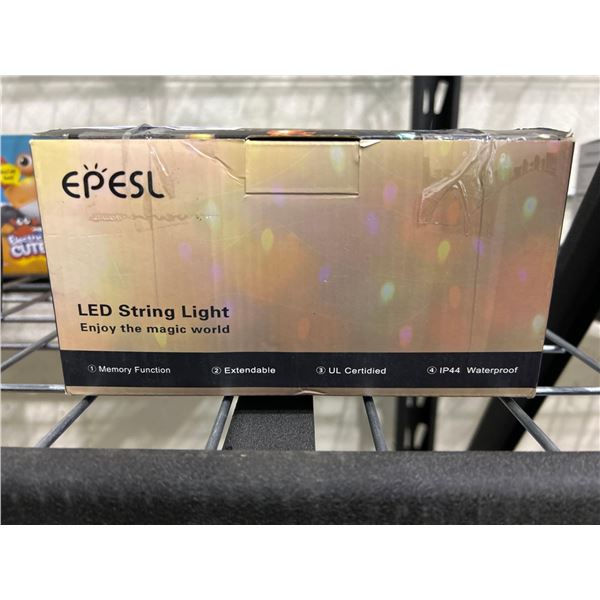 EPESL
LED String Light
Enjoy the magic world
① Memory Function ② Extendable ③ UL Certidied ④ IP44 Waterproof
CUTE